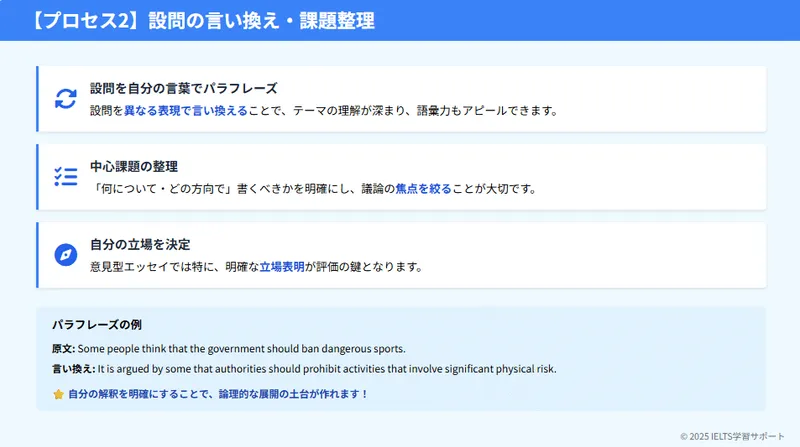 【プロセス2】設問の言い換え・課題整理
設問を自分の言葉でパラフレーズ
設問を異なる表現で言い換えることで、テーマの理解が深まり、語彙力もアピールできます。
中心課題の整理
「何について・どの方向で」書くべきかを明確にし、議論の焦点を絞ることが大切です。
自分の立場を決定
意見型エッセイでは特に、明確な立場表明が評価の鍵となります。
パラフレーズの例
原文: Some people think that the government should ban dangerous sports.
言い換え: It is argued by some that authorities should prohibit activities that involve significant physical risk.
⭐ 自分の解釈を明確にすることで、論理的な展開の土台が作れます！
© 2025 IELTS学習サポート